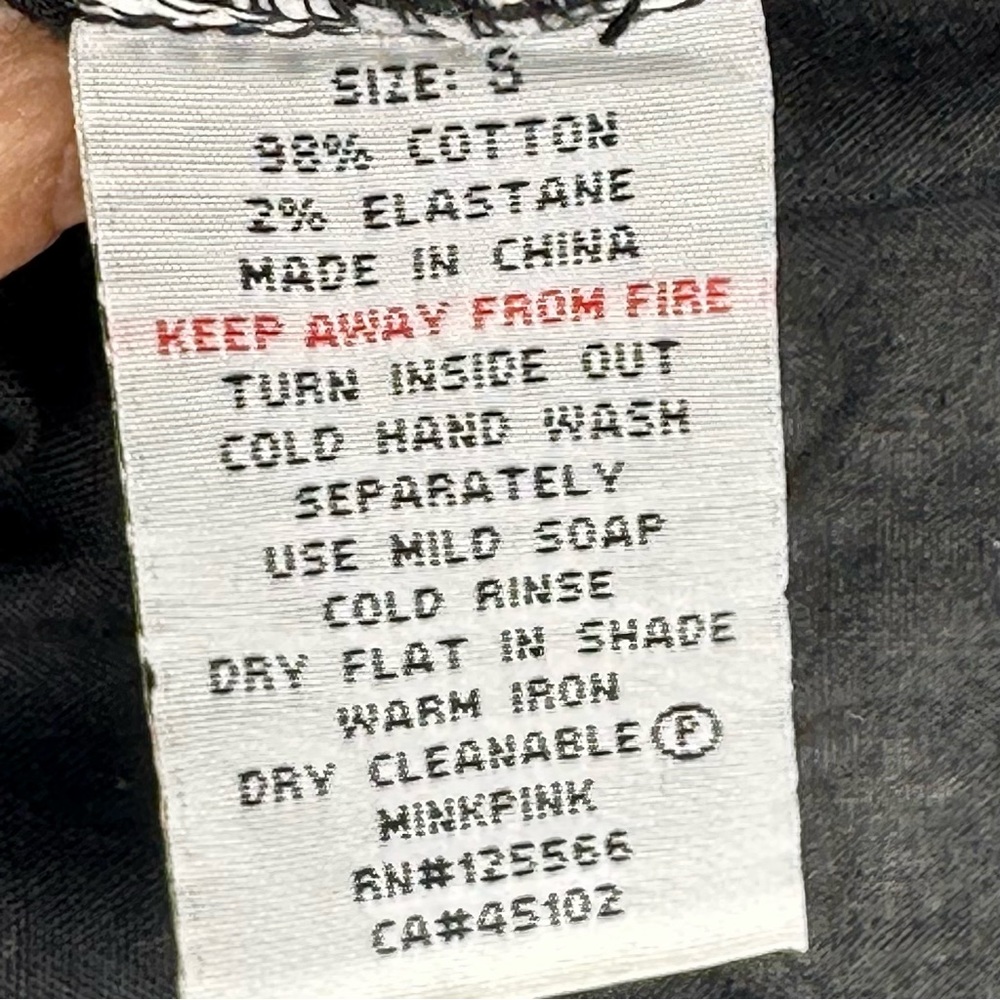 SIZE: S
98% COTTON
2% ELASTANE
MADE IN CHINA
KEEP AWAY FROM FIRE
TURN INSIDE OUT
COLD HAND WASH
SEPARATELY
USE MILD SOAP
COLD RINSE
DRY FLAT IN SHADE
WARM IRON
DRY CLEANABLE P
MINKPINK
RN#125566
CA#45102